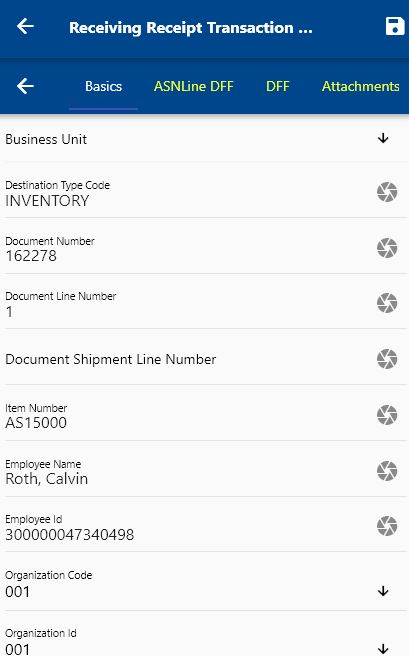 Receiving Receipt Transaction ...
Basics ASNLine DFF DFF Attachments
Business Unit
Destination Type Code
INVENTORY
Document Number
162278
Document Line Number
1
Document Shipment Line Number
Item Number
AS15000
Employee Name
Roth, Calvin
Employee Id
300000047340498
Organization Code
001
Organization Id
001